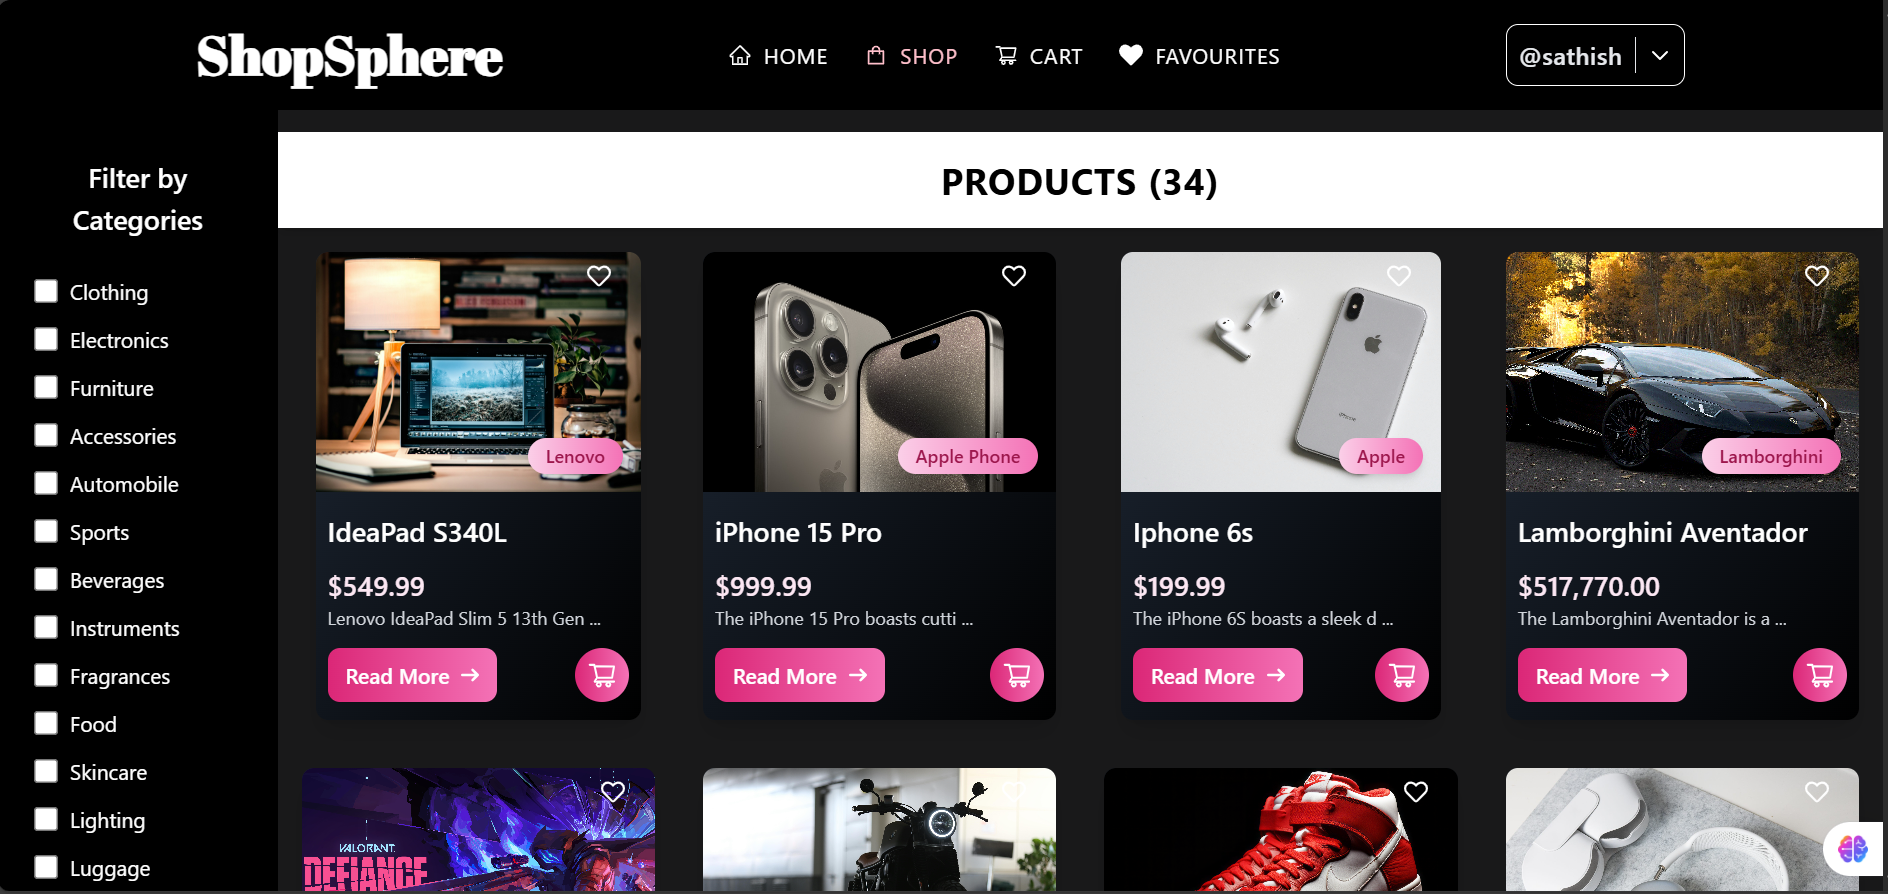 ShopSphere
HOME
SHOP
CART
FAVOURITES
@sathish
Filter by
Categories
Clothing
Electronics
Furniture
Accessories
Automobile
Sports
Beverages
Instruments
Fragrances
Food
Skincare
Lighting
Luggage
PRODUCTS (34)
Lenovo
IdeaPad S340L
$549.99
Lenovo IdeaPad Slim 5 13th Gen ...
Read More
Apple Phone
iPhone 15 Pro
$999.99
The iPhone 15 Pro boasts cutti ...
Read More
iPhone
Apple
Iphone 6s
$199.99
The iPhone 6S boasts a sleek d ...
Read More
Lamborghini
Lamborghini Aventador
$517,770.00
The Lamborghini Aventador is a ...
Read More
VALORANT
DEFIANCE